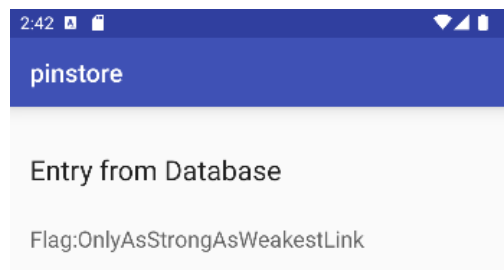 2:42
pinstore
Entry from Database
Flag:OnlyAsStrongAsWeakestLink